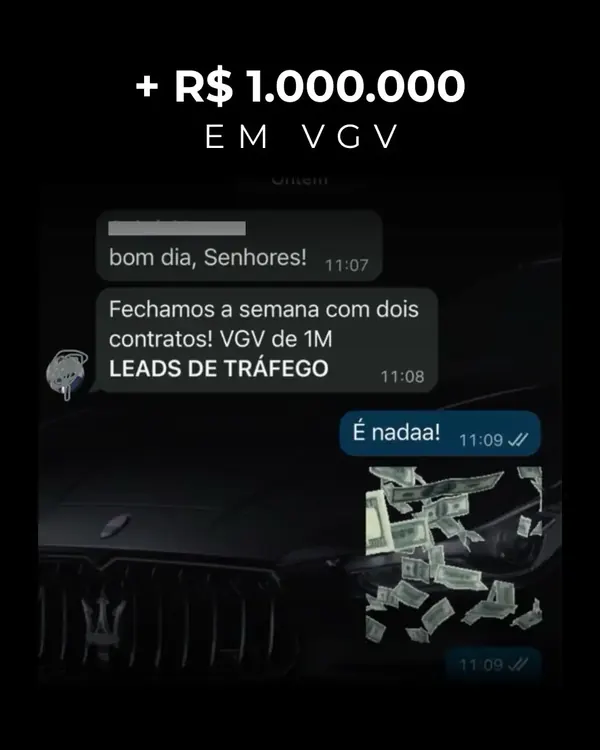 + R$ 1.000.000
EM VGV
Ontem
bom dia, Senhores!
11:07
Fechamos a semana com dois
contratos! VGV de 1M
LEADS DE TRÁFEGO
11:08
É nadaa!
11:09
11:09